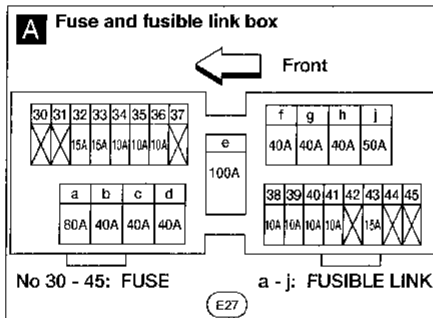 A Fuse and fusible link box
Front
30 31 32 33 34 35 36 37
15A 15A 10A 10A 10A
e
100A
f g h j
40A 40A 40A 50A
a b c d
80A 40A 40A 40A
38 39 40 41 42 43 44 45
10A 10A 10A 10A 15A
No 30 - 45: FUSE
a - j: FUSIBLE LINK
E27